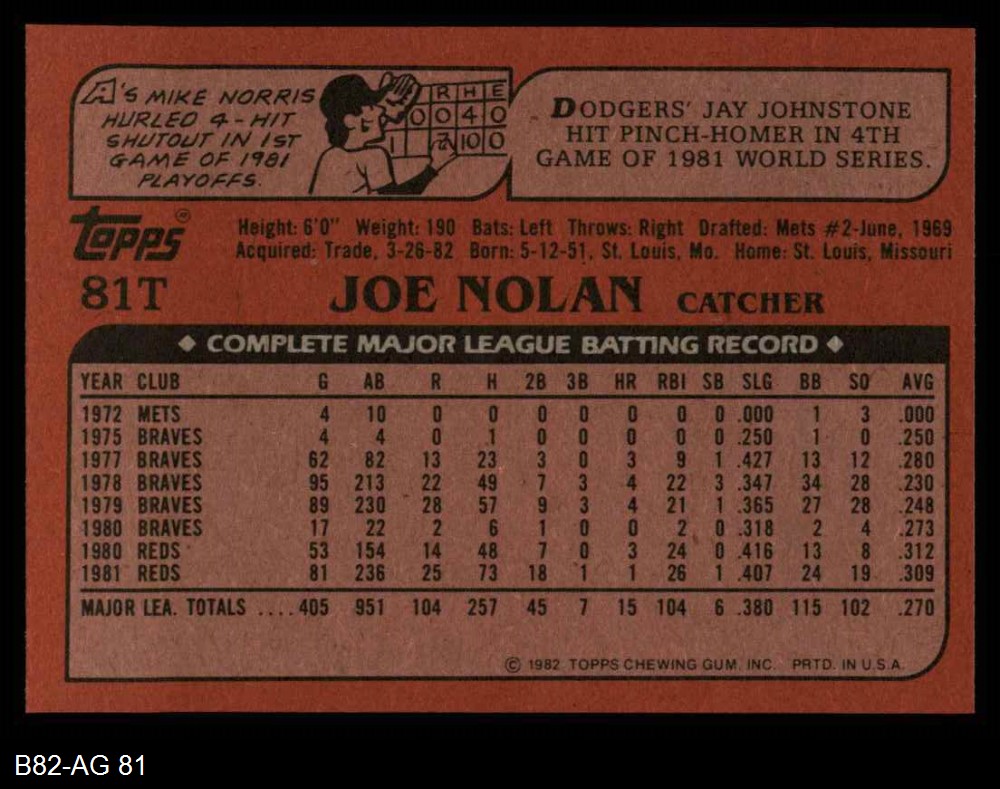 A's MIKE NORRIS
HURLED 4-HIT
SHUTOUT IN 1ST
GAME OF 1981
PLAYOFFS.
R H E
0 0 4 0
1 10 0
DODGERS' JAY JOHNSTONE
HIT PINCH-HOMER IN 4TH
GAME OF 1981 WORLD SERIES.
topps®
Height: 6'0" Weight: 190 Bats: Left Throws: Right Drafted: Mets #2-June, 1969
Acquired: Trade, 3-26-82 Born: 5-12-51, St. Louis, Mo. Home: St. Louis, Missouri
81T JOE NOLAN CATCHER
◆ COMPLETE MAJOR LEAGUE BATTING RECORD ◆
YEAR CLUB G AB R H 2B 3B HR RBI SB SLG BB SO AVG
1972 METS 4 10 0 0 0 0 0 0 0 .000 1 3 .000
1975 BRAVES 4 4 0 1 0 0 0 0 0 .250 1 0 .250
1977 BRAVES 62 82 13 23 3 0 3 9 1 .427 13 12 .280
1978 BRAVES 95 213 22 49 7 3 4 22 3 .347 34 28 .230
1979 BRAVES 89 230 28 57 9 3 4 21 1 .365 27 28 .248
1980 BRAVES 17 22 2 6 1 0 0 2 0 .318 2 4 .273
1980 REDS 53 154 14 48 7 0 3 24 0 .416 13 8 .312
1981 REDS 81 236 25 73 18 1 1 26 1 .407 24 19 .309
MAJOR LEA. TOTALS ....405 951 104 257 45 7 15 104 6 .380 115 102 .270
© 1982 TOPPS CHEWING GUM, INC. PRTD. IN U.S.A.
B82-AG 81